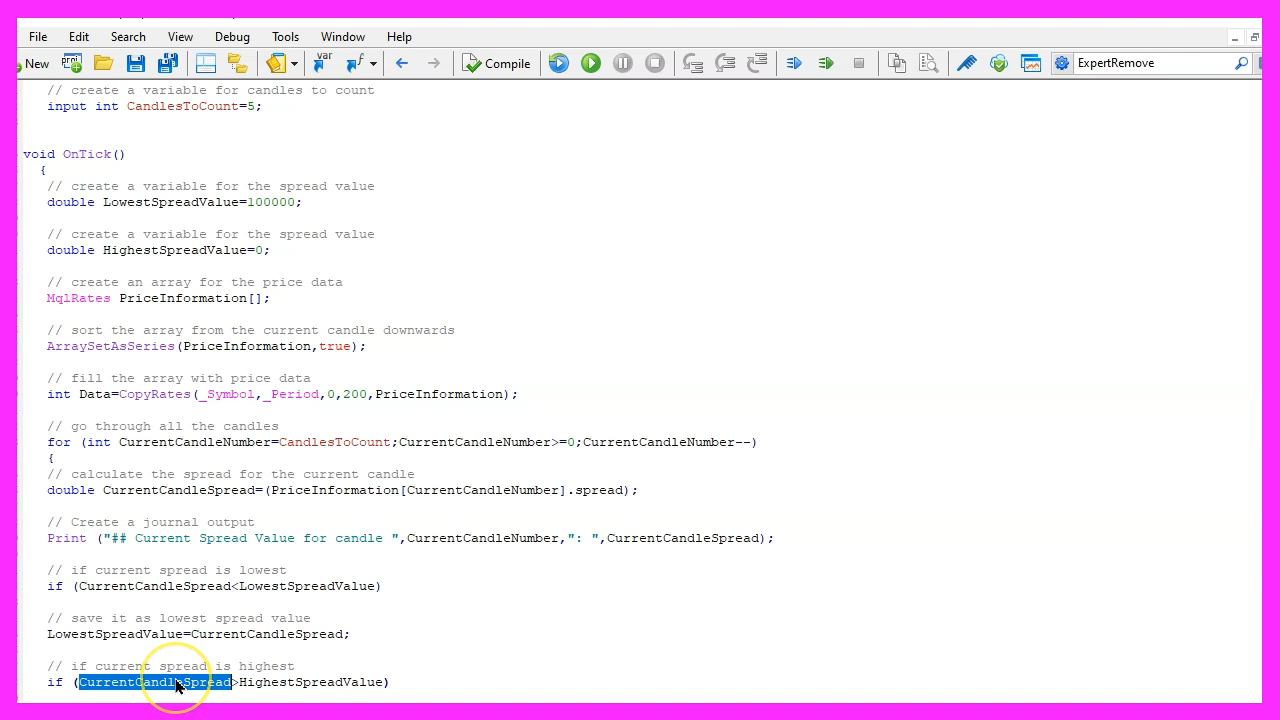 File Edit Search View Debug Tools Window Help
New Compile ExpertRemove
// create a variable for candles to count
input int CandlesToCount=5;
void OnTick()
{
// create a variable for the spread value
double LowestSpreadValue=100000;
// create a variable for the spread value
double HighestSpreadValue=0;
// create an array for the price data
MqlRates PriceInformation[];
// sort the array from the current candle downwards
ArraySetAsSeries(PriceInformation,true);
// fill the array with price data
int Data=CopyRates(_Symbol,_Period,0,200,PriceInformation);
// go through all the candles
for (int CurrentCandleNumber=CandlesToCount;CurrentCandleNumber>=0;CurrentCandleNumber--)
{
// calculate the spread for the current candle
double CurrentCandleSpread=(PriceInformation[CurrentCandleNumber].spread);
// Create a journal output
Print ("## Current Spread Value for candle ",CurrentCandleNumber,": ",CurrentCandleSpread);
// if current spread is lowest
if (CurrentCandleSpread<LowestSpreadValue)
// save it as lowest spread value
LowestSpreadValue=CurrentCandleSpread;
// if current spread is highest
if (CurrentCandleSpread>HighestSpreadValue)